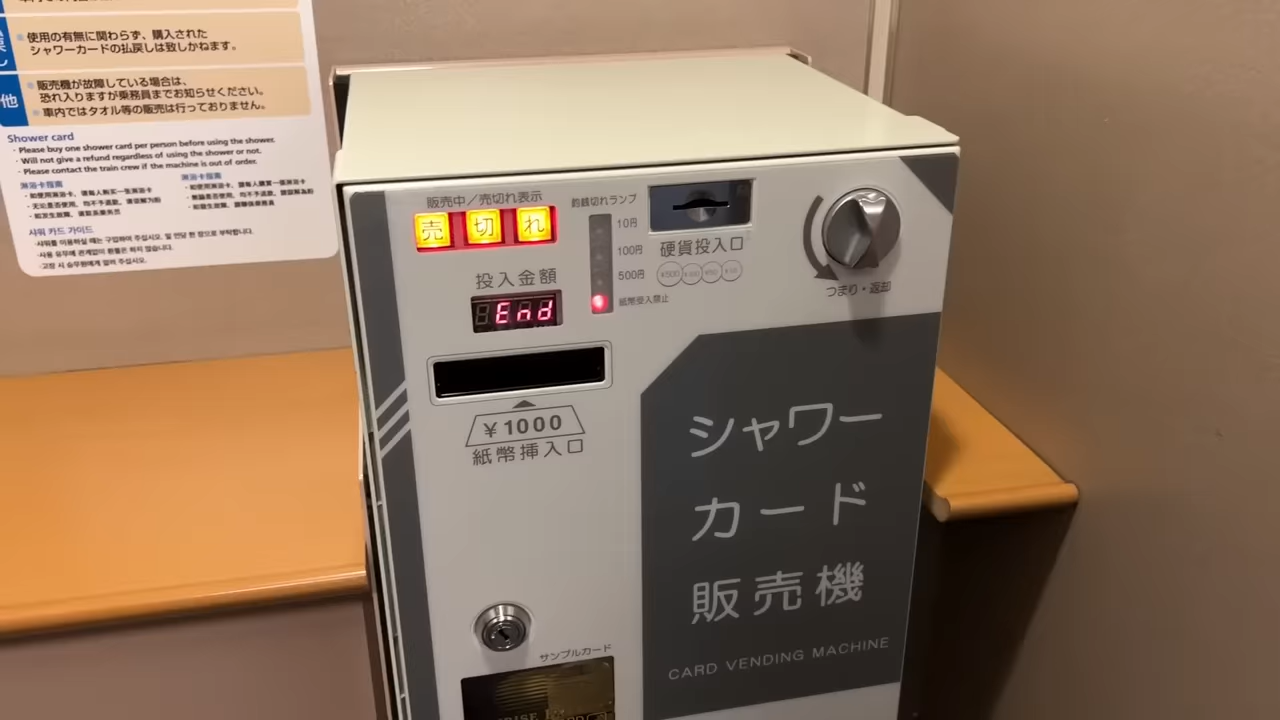 使用の有無に関わらず、購入された
シャワーカードの払戻しは致しかねます。
他
販売機が故障している場合は、
恐れ入りますが乗務員までお知らせください。
車内ではタオル等の販売は行っておりません。
Shower card
・Please buy one shower card per person before using the shower.
・Will not give a refund regardless of using the shower or not.
・Please contact the train crew if the machine is out of order.
샤워 카드 가이드
販売中/売切れ表示
売切れ
投入金額
End
釣銭切れランプ
10円
100円
500円
紙幣受入禁止
硬貨投入口
¥500
つまり・返却
¥1000
紙幣挿入口
シャワー
カード
販売機
CARD VENDING MACHINE
サンプルカード